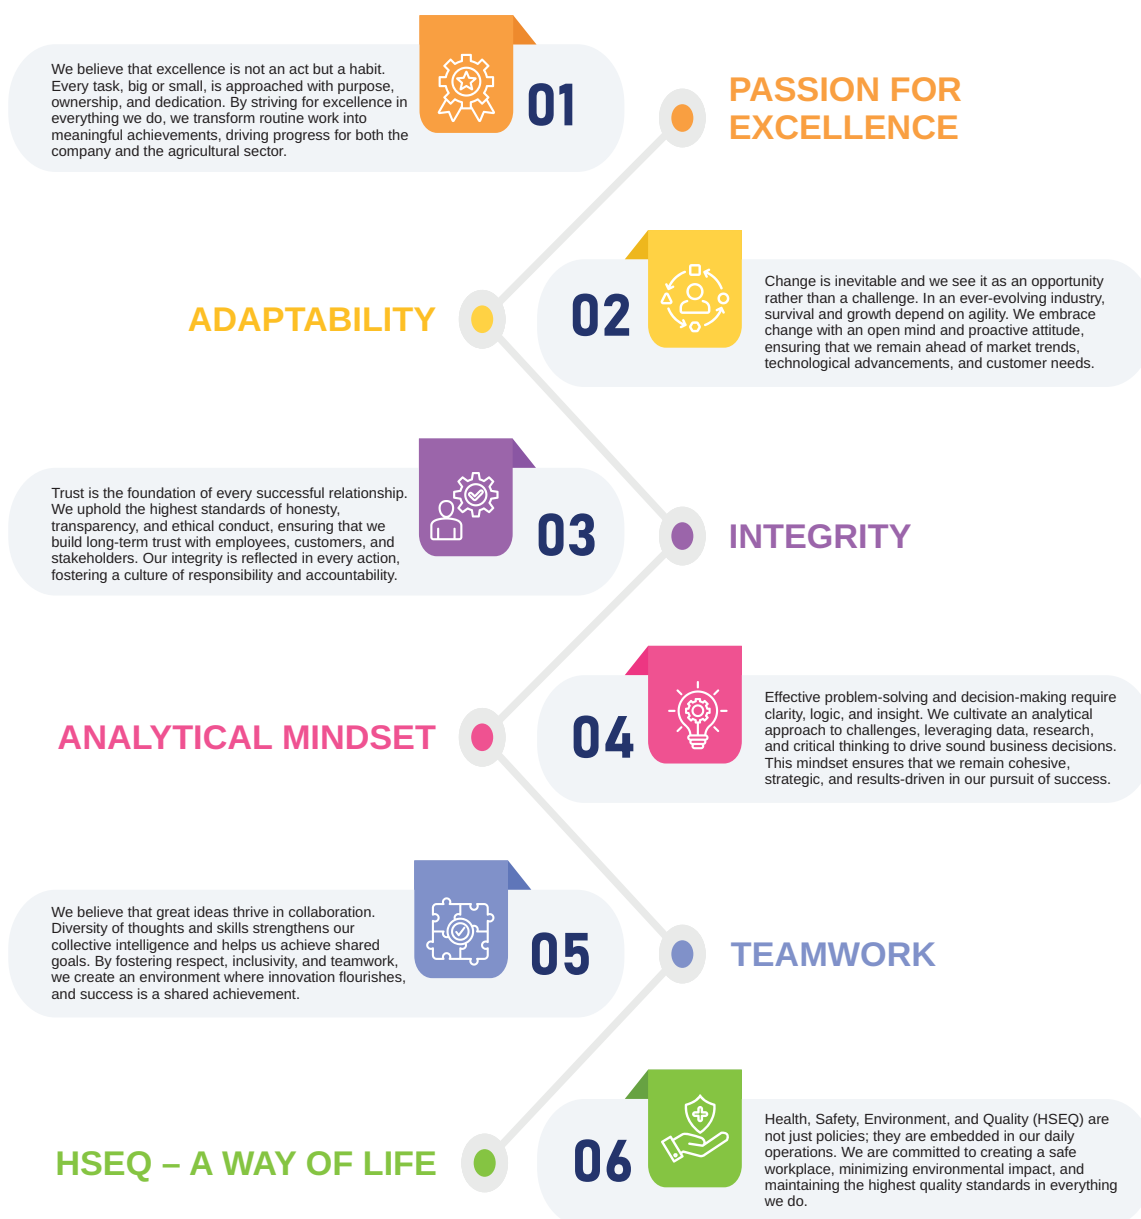 We believe that excellence is not an act but a habit.
Every task, big or small, is approached with purpose,
ownership, and dedication. By striving for excellence in
everything we do, we transform routine work into
meaningful achievements, driving progress for both the
company and the agricultural sector.
01
PASSION FOR
EXCELLENCE
ADAPTABILITY
02
Change is inevitable and we see it as an opportunity
rather than a challenge. In an ever-evolving industry,
survival and growth depend on agility. We embrace
change with an open mind and proactive attitude,
ensuring that we remain ahead of market trends,
technological advancements, and customer needs.
Trust is the foundation of every successful relationship.
We uphold the highest standards of honesty,
transparency, and ethical conduct, ensuring that we
build long-term trust with employees, customers, and
stakeholders. Our integrity is reflected in every action,
fostering a culture of responsibility and accountability.
03
INTEGRITY
ANALYTICAL MINDSET
04
Effective problem-solving and decision-making require
clarity, logic, and insight. We cultivate an analytical
approach to challenges, leveraging data, research,
and critical thinking to drive sound business decisions.
This mindset ensures that we remain cohesive,
strategic, and results-driven in our pursuit of success.
We believe that great ideas thrive in collaboration.
Diversity of thoughts and skills strengthens our
collective intelligence and helps us achieve shared
goals. By fostering respect, inclusivity, and teamwork,
we create an environment where innovation flourishes,
and success is a shared achievement.
05
TEAMWORK
HSEQ – A WAY OF LIFE
06
Health, Safety, Environment, and Quality (HSEQ) are
not just policies; they are embedded in our daily
operations. We are committed to creating a safe
workplace, minimizing environmental impact, and
maintaining the highest quality standards in everything
we do.